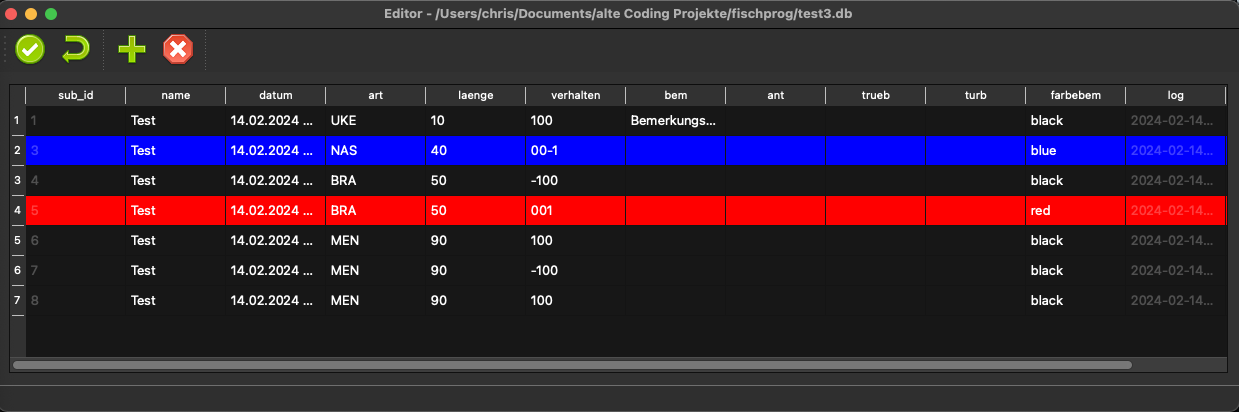 Editor - /Users/chris/Documents/alte Coding Projekte/fischprog/test3.db
sub_id name datum art laenge verhalten bem ant trueb turb farbebem log
1 1 Test 14.02.2024 ... UKE 10 100 Bemerkungs... black 2024-02-14...
2 3 Test 14.02.2024 ... NAS 40 00-1 blue 2024-02-14...
3 4 Test 14.02.2024 ... BRA 50 -100 black 2024-02-14...
4 5 Test 14.02.2024 ... BRA 50 001 red 2024-02-14...
5 6 Test 14.02.2024 ... MEN 90 100 black 2024-02-14...
6 7 Test 14.02.2024 ... MEN 90 -100 black 2024-02-14...
7 8 Test 14.02.2024 ... MEN 90 100 black 2024-02-14...